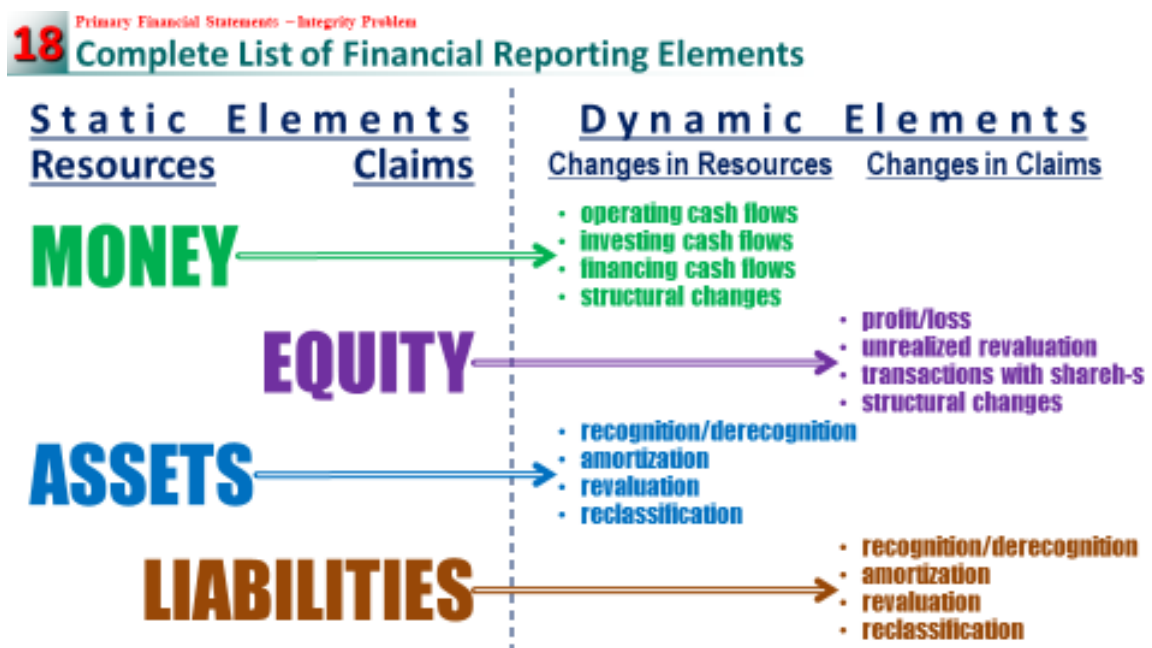 Primary Financial Statements – Integrity Problem
18 Complete List of Financial Reporting Elements
Static Elements
Resources Claims
Dynamic Elements
Changes in Resources Changes in Claims
MONEY
• operating cash flows
• investing cash flows
• financing cash flows
• structural changes
EQUITY
• profit/loss
• unrealized revaluation
• transactions with shareh-s
• structural changes
ASSETS
• recognition/derecognition
• amortization
• revaluation
• reclassification
LIABILITIES
• recognition/derecognition
• amortization
• revaluation
• reclassification